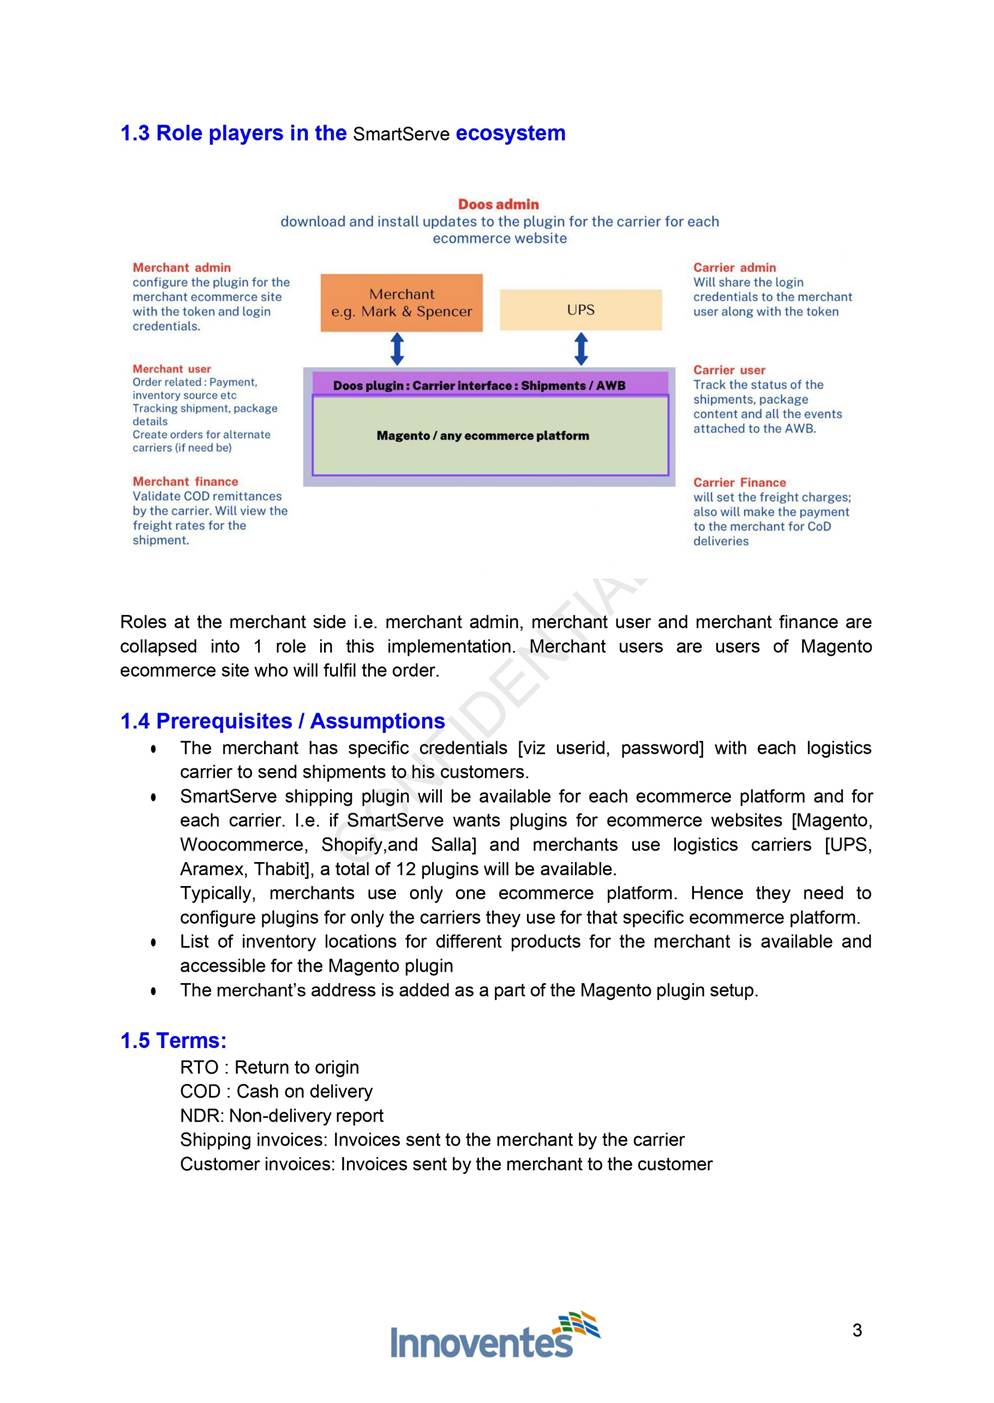 1.3 Role players in the SmartServe ecosystem
Doos admin
download and install updates to the plugin for the carrier for each
ecommerce website
Merchant admin
configure the plugin for the
merchant ecommerce site
with the token and login
credentials.
Merchant
e.g. Mark & Spencer
UPS
Carrier admin
Will share the login
credentials to the merchant
user along with the token
Merchant user
Order related : Payment,
inventory source etc
Tracking shipment, package
details
Create orders for alternate
carriers (if need be)
Doos plugin : Carrier interface : Shipments / AWB
Magento / any ecommerce platform
Carrier user
Track the status of the
shipments, package
content and all the events
attached to the AWB.
Merchant finance
Validate COD remittances
by the carrier. Will view the
freight rates for the
shipment.
Carrier Finance
will set the freight charges;
also will make the payment
to the merchant for CoD
deliveries
CONFIDENTIAL
Roles at the merchant side i.e. merchant admin, merchant user and merchant finance are
collapsed into 1 role in this implementation. Merchant users are users of Magento
ecommerce site who will fulfil the order.
1.4 Prerequisites / Assumptions
• The merchant has specific credentials [viz userid, password] with each logistics
carrier to send shipments to his customers.
• SmartServe shipping plugin will be available for each ecommerce platform and for
each carrier. I.e. if SmartServe wants plugins for ecommerce websites [Magento,
Woocommerce, Shopify,and Salla] and merchants use logistics carriers [UPS,
Aramex, Thabit], a total of 12 plugins will be available.
Typically, merchants use only one ecommerce platform. Hence they need to
configure plugins for only the carriers they use for that specific ecommerce platform.
• List of inventory locations for different products for the merchant is available and
accessible for the Magento plugin
• The merchant’s address is added as a part of the Magento plugin setup.
1.5 Terms:
RTO : Return to origin
COD : Cash on delivery
NDR: Non-delivery report
Shipping invoices: Invoices sent to the merchant by the carrier
Customer invoices: Invoices sent by the merchant to the customer
Innoventes
3